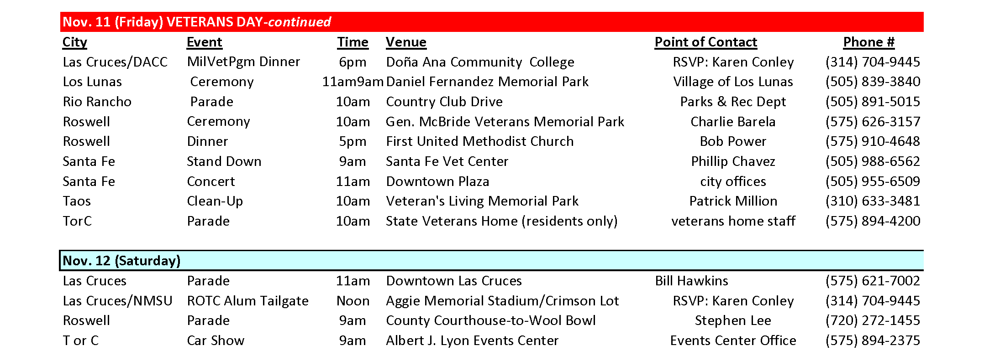 Nov. 11 (Friday) VETERANS DAY-continued
City Event Time Venue Point of Contact Phone #
Las Cruces/DACC MilVetPgm Dinner 6pm Doña Ana Community College RSVP: Karen Conley (314) 704-9445
Los Lunas Ceremony 11am9am Daniel Fernandez Memorial Park Village of Los Lunas (505) 839-3840
Rio Rancho Parade 10am Country Club Drive Parks & Rec Dept (505) 891-5015
Roswell Ceremony 10am Gen. McBride Veterans Memorial Park Charlie Barela (575) 626-3157
Roswell Dinner 5pm First United Methodist Church Bob Power (575) 910-4648
Santa Fe Stand Down 9am Santa Fe Vet Center Phillip Chavez (505) 988-6562
Santa Fe Concert 11am Downtown Plaza city offices (505) 955-6509
Taos Clean-Up 10am Veteran's Living Memorial Park Patrick Million (310) 633-3481
TorC Parade 10am State Veterans Home (residents only) veterans home staff (575) 894-4200
Nov. 12 (Saturday)
Las Cruces Parade 11am Downtown Las Cruces Bill Hawkins (575) 621-7002
Las Cruces/NMSU ROTC Alum Tailgate Noon Aggie Memorial Stadium/Crimson Lot RSVP: Karen Conley (314) 704-9445
Roswell Parade 9am County Courthouse-to-Wool Bowl Stephen Lee (720) 272-1455
T or C Car Show 9am Albert J. Lyon Events Center Events Center Office (575) 894-2375